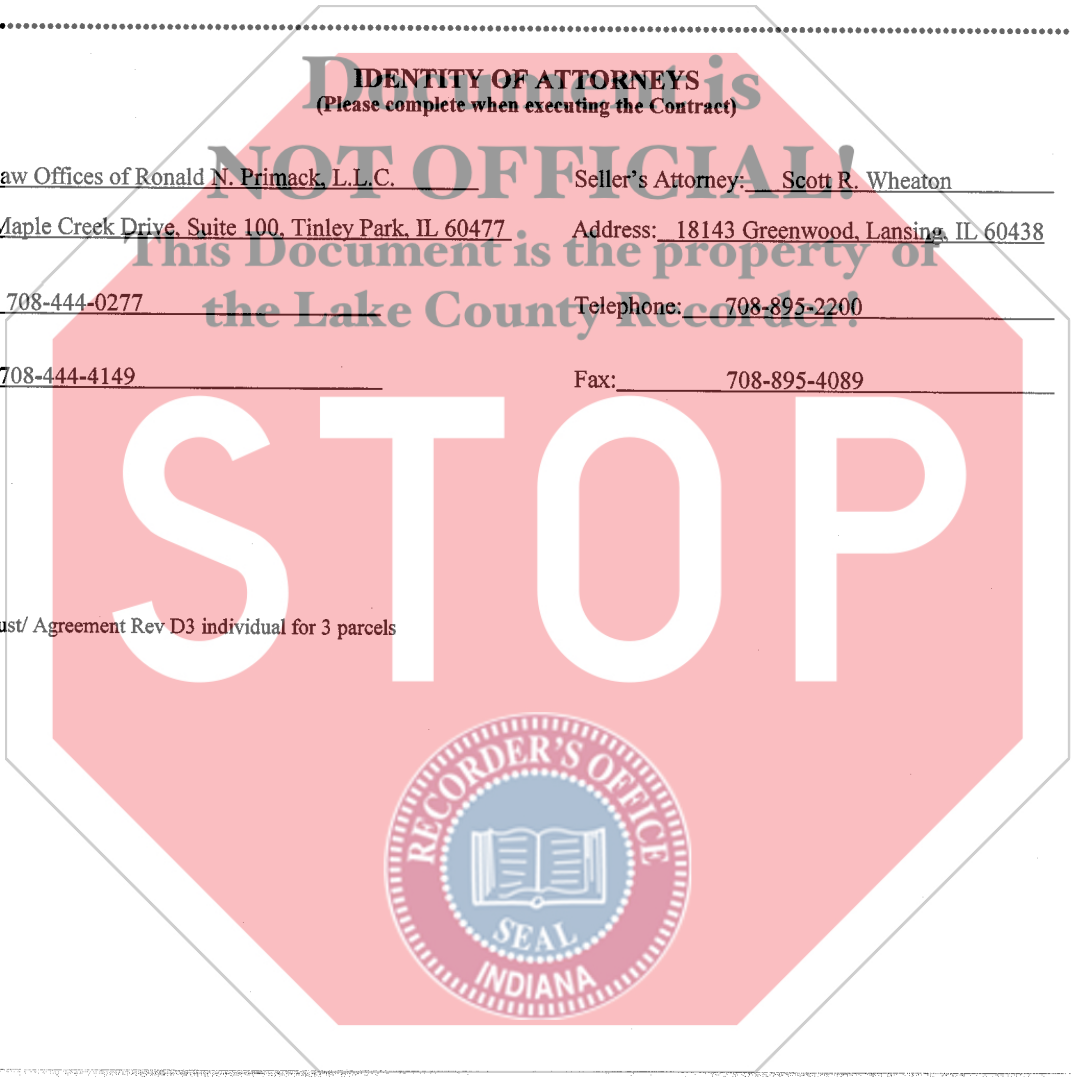 Document is
IDENTITY OF ATTORNEYS
(Please complete when executing the Contract)
NOT OFFICIAL!
aw Offices of Ronald N. Primack, L.L.C. Seller's Attorney: Scott R. Wheaton
Maple Creek Drive, Suite 100, Tinley Park, IL 60477 Address: 18143 Greenwood, Lansing, IL 60438
This Document is the property of
708-444-0277 Telephone: 708-895-2200
the Lake County Recorder!
708-444-4149 Fax: 708-895-4089
STOP
ust/ Agreement Rev D3 individual for 3 parcels
RECORDER'S OFFICE
SEAL
INDIANA